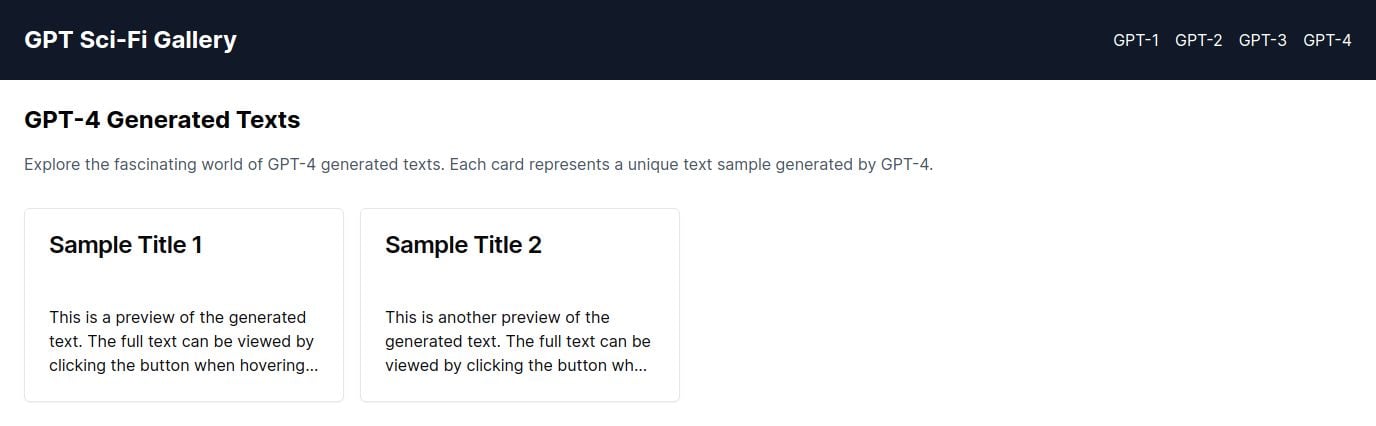 GPT Sci-Fi Gallery
GPT-1 GPT-2 GPT-3 GPT-4
GPT-4 Generated Texts
Explore the fascinating world of GPT-4 generated texts. Each card represents a unique text sample generated by GPT-4.
Sample Title 1
This is a preview of the generated
text. The full text can be viewed by
clicking the button when hovering...
Sample Title 2
This is another preview of the
generated text. The full text can be
viewed by clicking the button wh...